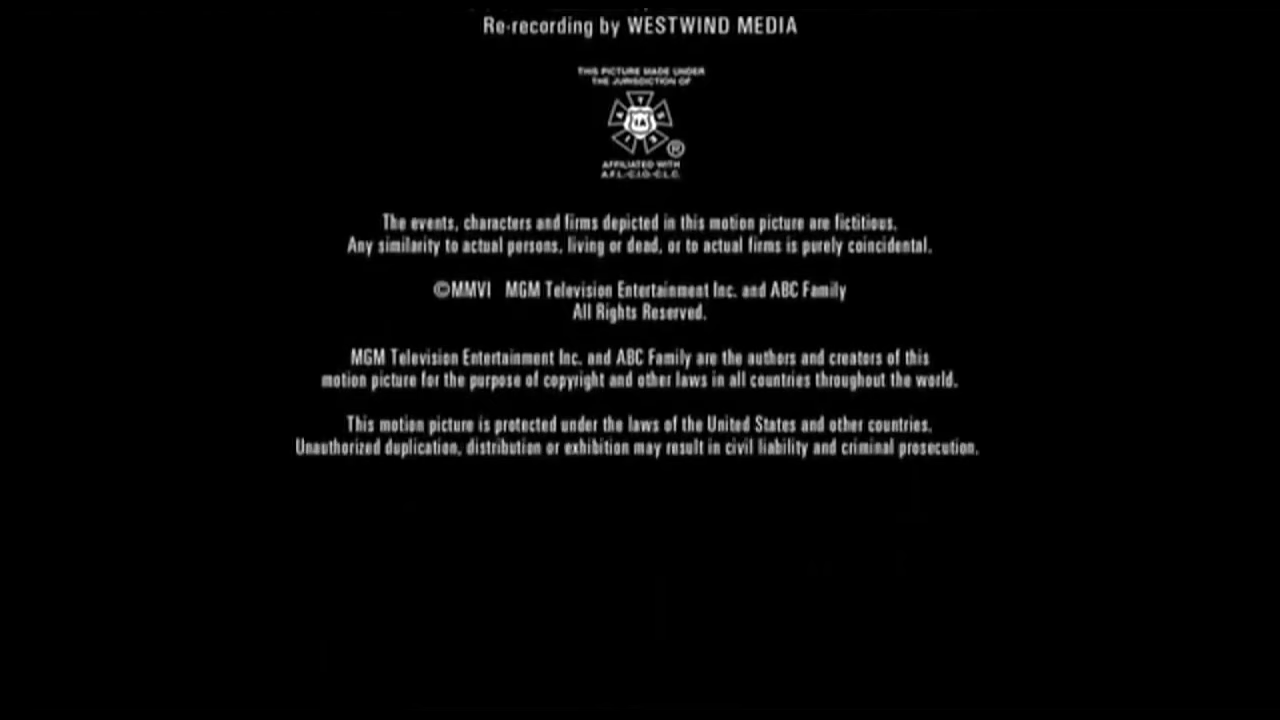 Re-recording by WESTWIND MEDIA
THIS PICTURE MADE UNDER
THE JURISDICTION OF
I A T S E
IA
®
AFFILIATED WITH
A.F.L.-C.I.O.-C.L.C.
The events, characters and firms depicted in this motion picture are fictitious.
Any similarity to actual persons, living or dead, or to actual firms is purely coincidental.
©MMVI MGM Television Entertainment Inc. and ABC Family
All Rights Reserved.
MGM Television Entertainment Inc. and ABC Family are the authors and creators of this
motion picture for the purpose of copyright and other laws in all countries throughout the world.
This motion picture is protected under the laws of the United States and other countries.
Unauthorized duplication, distribution or exhibition may result in civil liability and criminal prosecution.